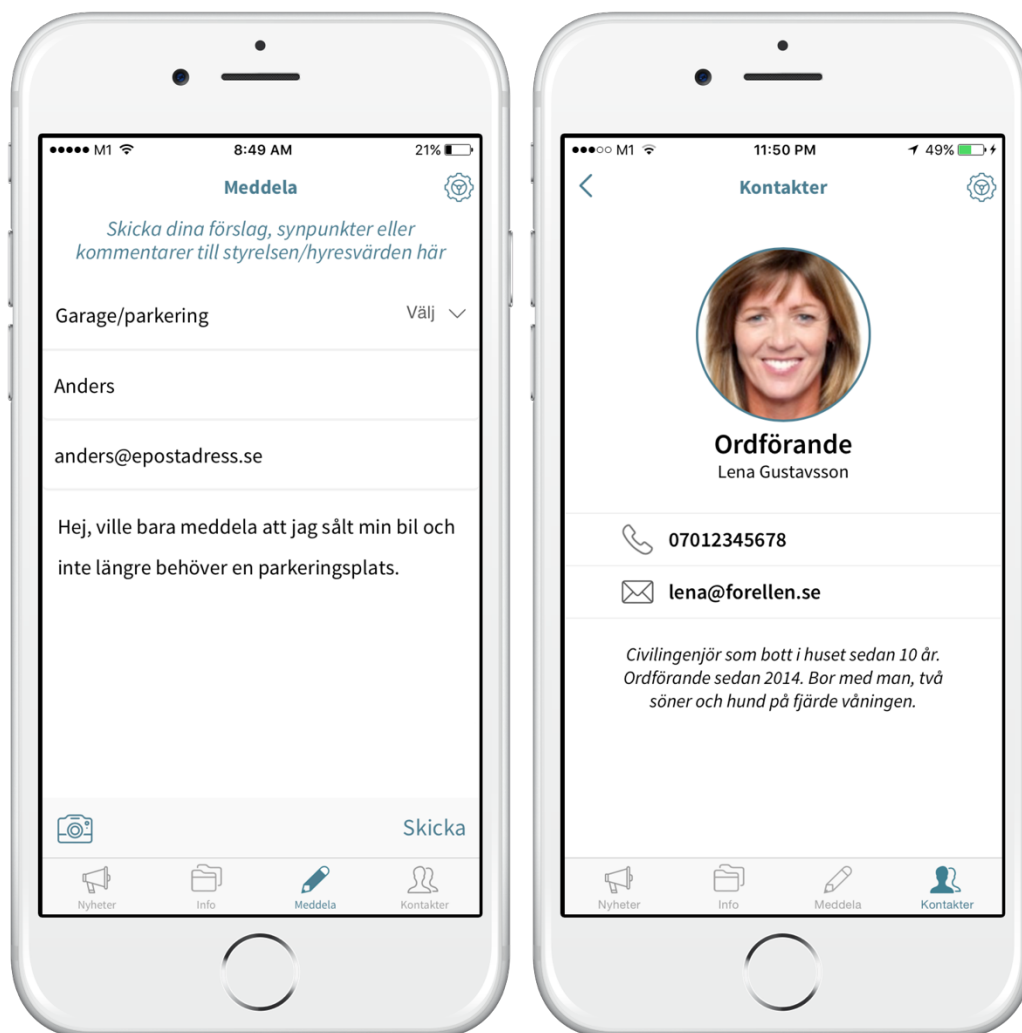 M1 8:49 AM 21%
Meddela
Skicka dina förslag, synpunkter eller
kommentarer till styrelsen/hyresvärden här
Garage/parkering Välj
Anders
anders@epostadress.se
Hej, ville bara meddela att jag sålt min bil och
inte längre behöver en parkeringsplats.
Skicka
Nyheter Info Meddela Kontakter
M1 11:50 PM 49%
Kontakter
Ordförande
Lena Gustavsson
07012345678
lena@forellen.se
Civilingenjör som bott i huset sedan 10 år.
Ordförande sedan 2014. Bor med man, två
söner och hund på fjärde våningen.
Nyheter Info Meddela Kontakter